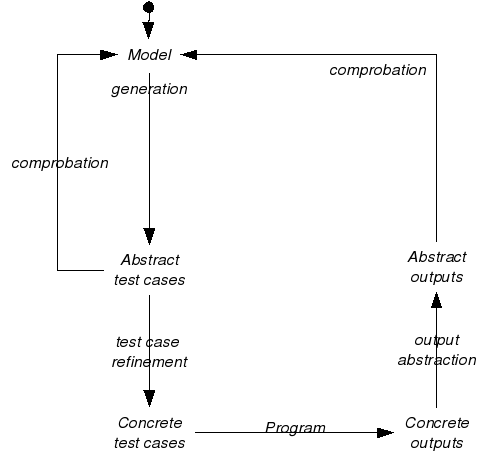 Model
generation
comprobation
comprobation
Abstract
test cases
Abstract
outputs
test case
refinement
output
abstraction
Concrete
test cases
Program
Concrete
outputs